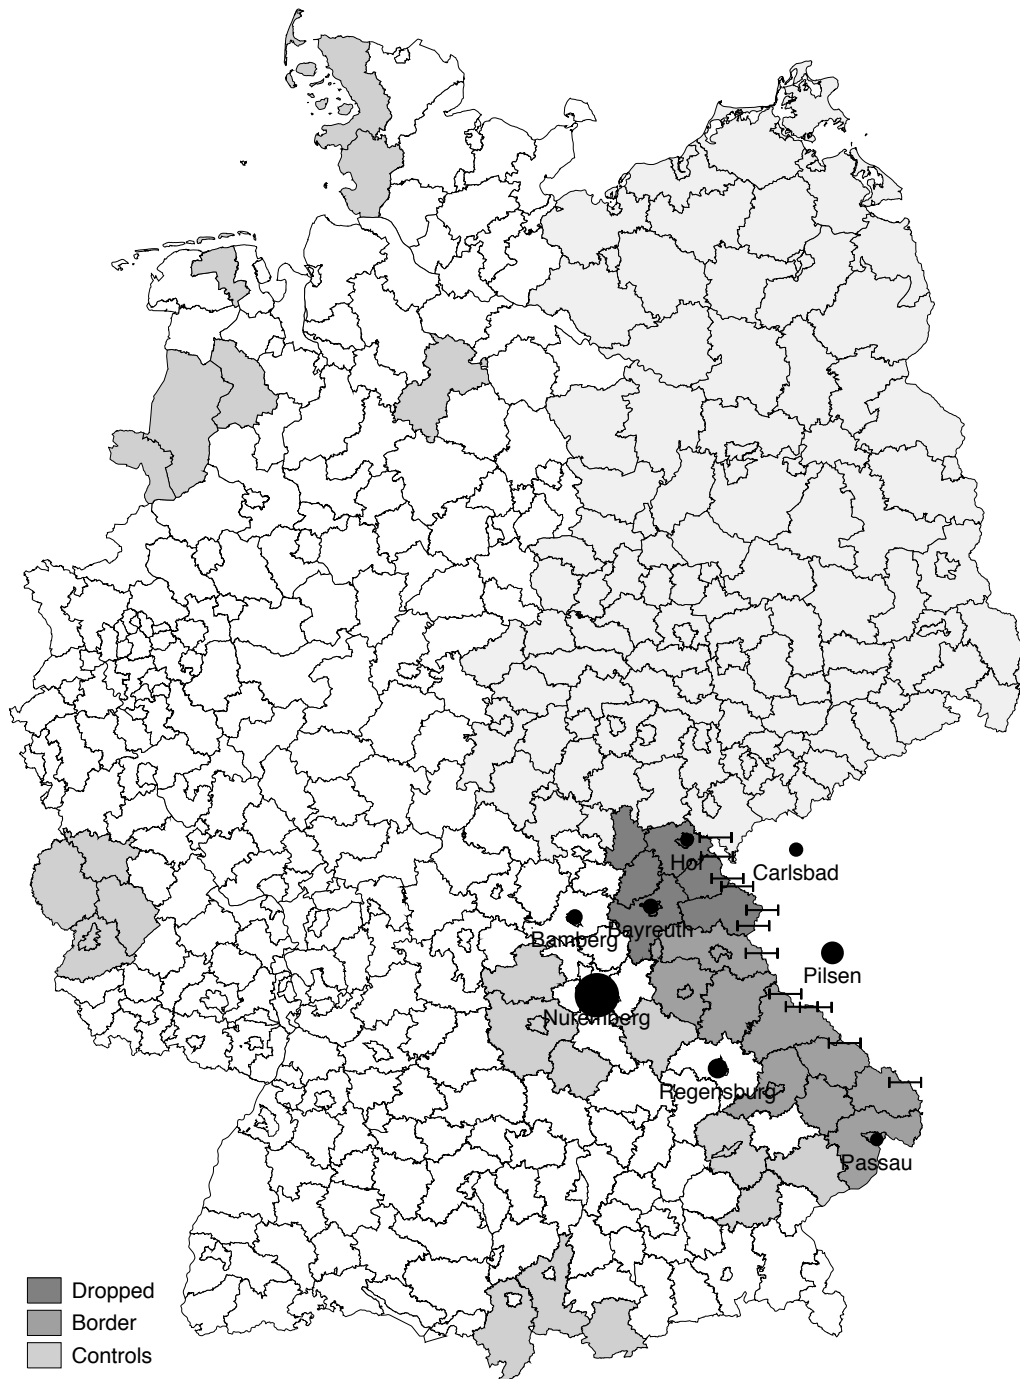 Hof
Carlsbad
Bayreuth
Bamberg
Pilsen
Nuremberg
Regensburg
Passau
Dropped
Border
Controls